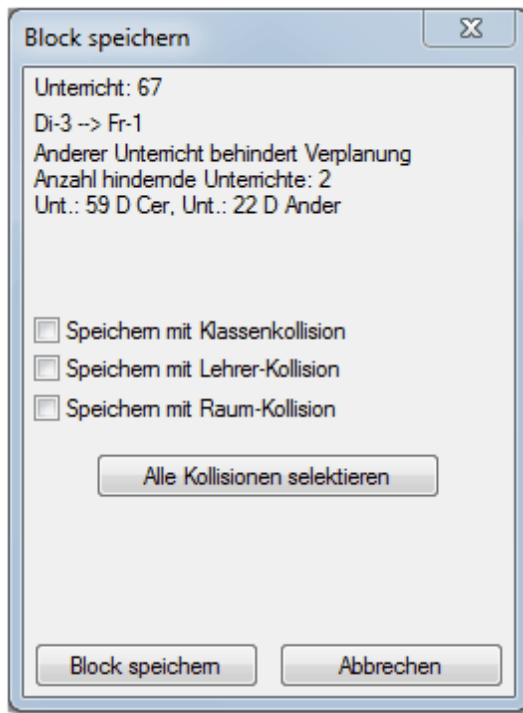 Block speichern
Unterricht: 67
Di-3 --> Fr-1
Anderer Unterricht behindert Verplanung
Anzahl hindernde Unterrichte: 2
Unt.: 59 D Cer, Unt.: 22 D Ander
Speichern mit Klassenkollision
Speichern mit Lehrer-Kollision
Speichern mit Raum-Kollision
Alle Kollisionen selektieren
Block speichern Abbrechen